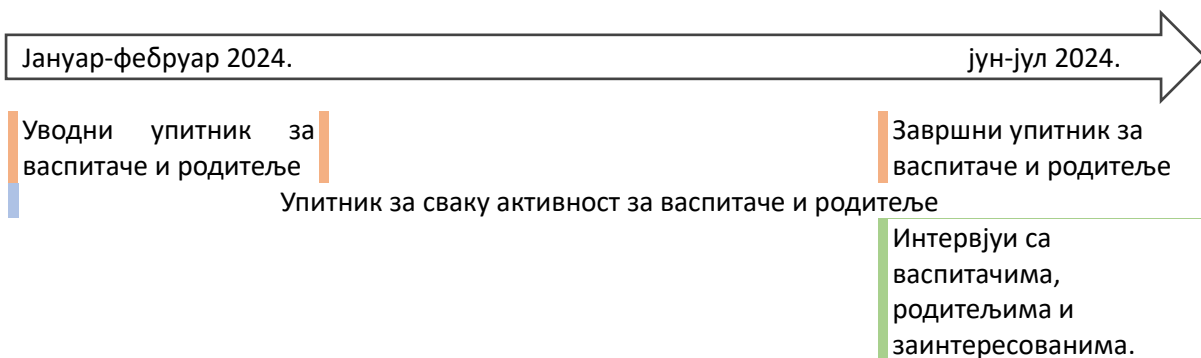 Јануар-фебруар 2024. јун-јул 2024.
Уводни упитник за
васпитаче и родитеље
Завршни упитник за
васпитаче и родитеље
Упитник за сваку активност за васпитаче и родитеље
Интервјуи са
васпитачима,
родитељима и
заинтересованима.